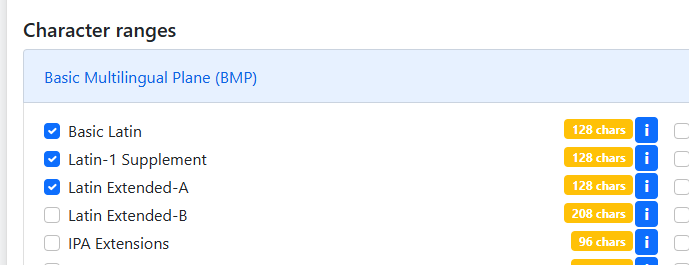 Character ranges
Basic Multilingual Plane (BMP)
Basic Latin 128 chars i
Latin-1 Supplement 128 chars i
Latin Extended-A 128 chars i
Latin Extended-B 208 chars i
IPA Extensions 96 chars i